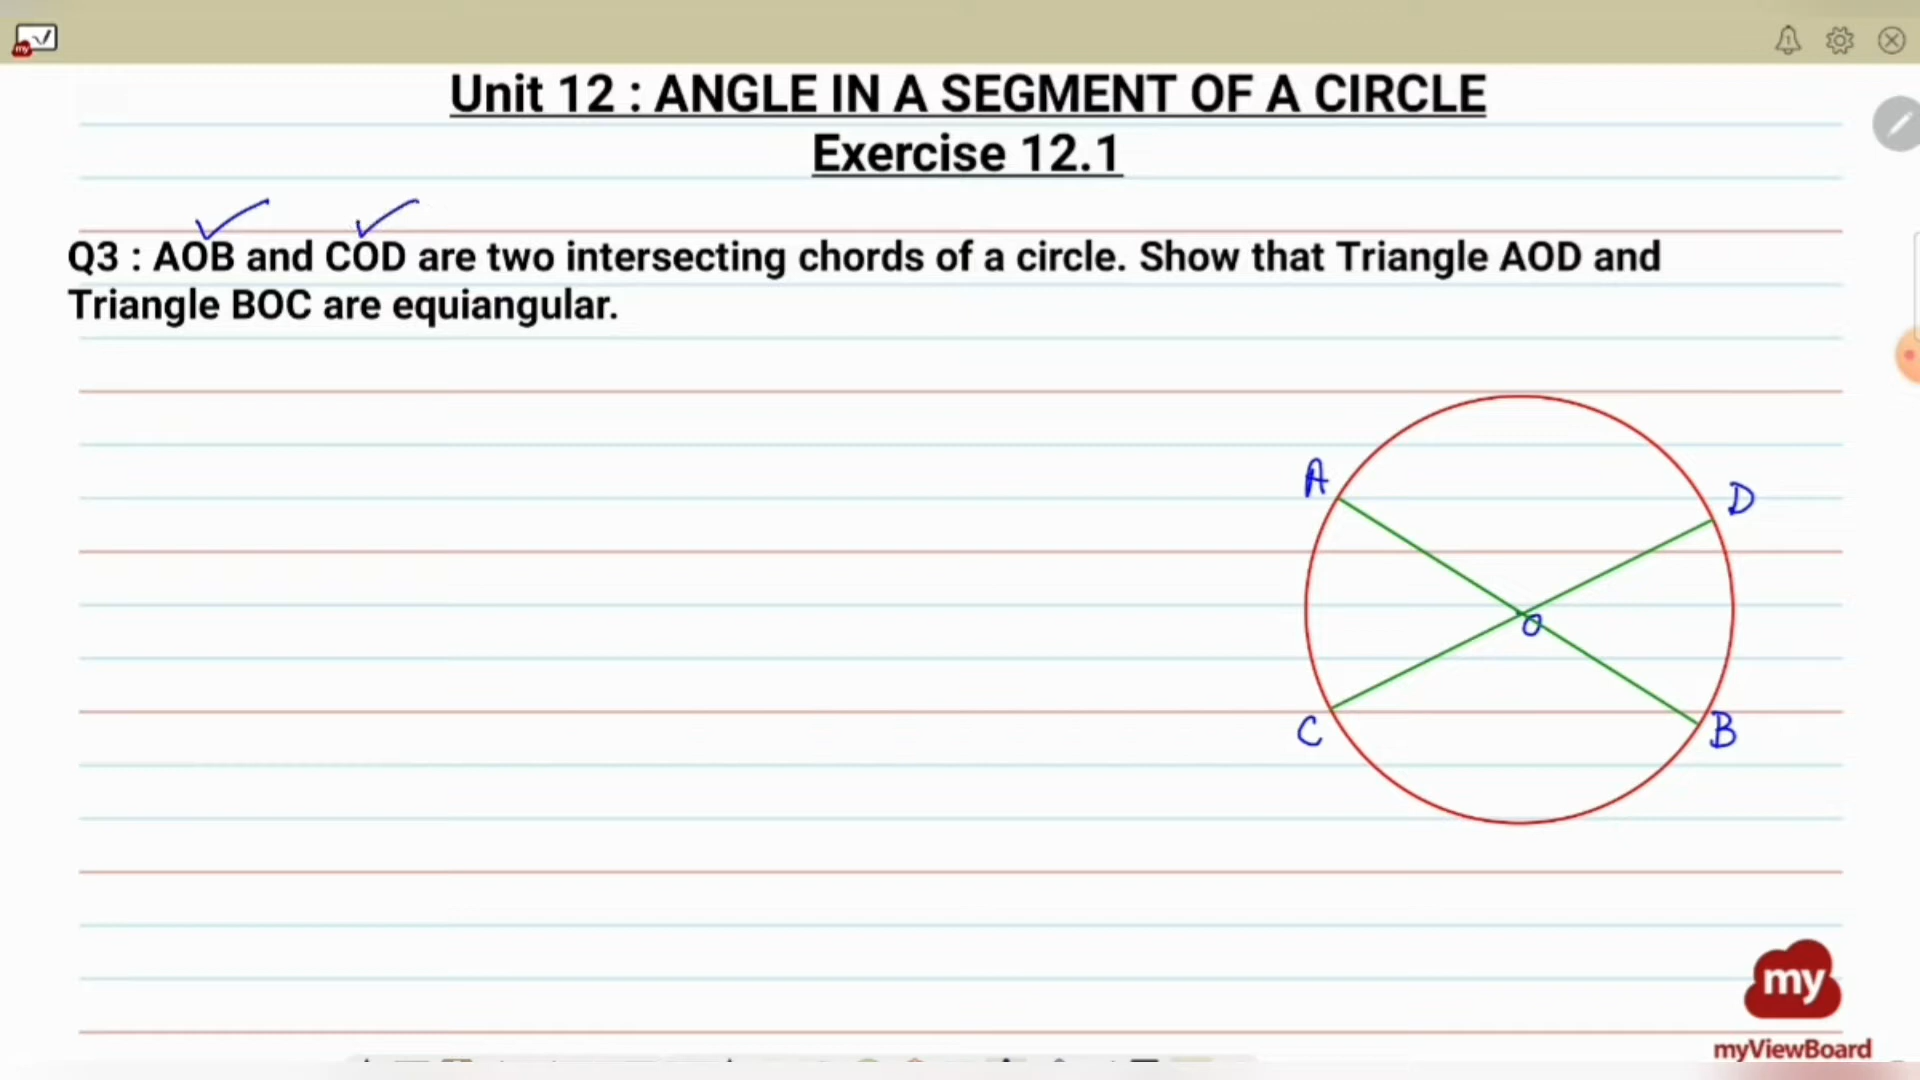 Unit 12 : ANGLE IN A SEGMENT OF A CIRCLE
Exercise 12.1
Q3 : AOB and COD are two intersecting chords of a circle. Show that Triangle AOD and
Triangle BOC are equiangular.
A
D
O
C
B
my
myViewBoard